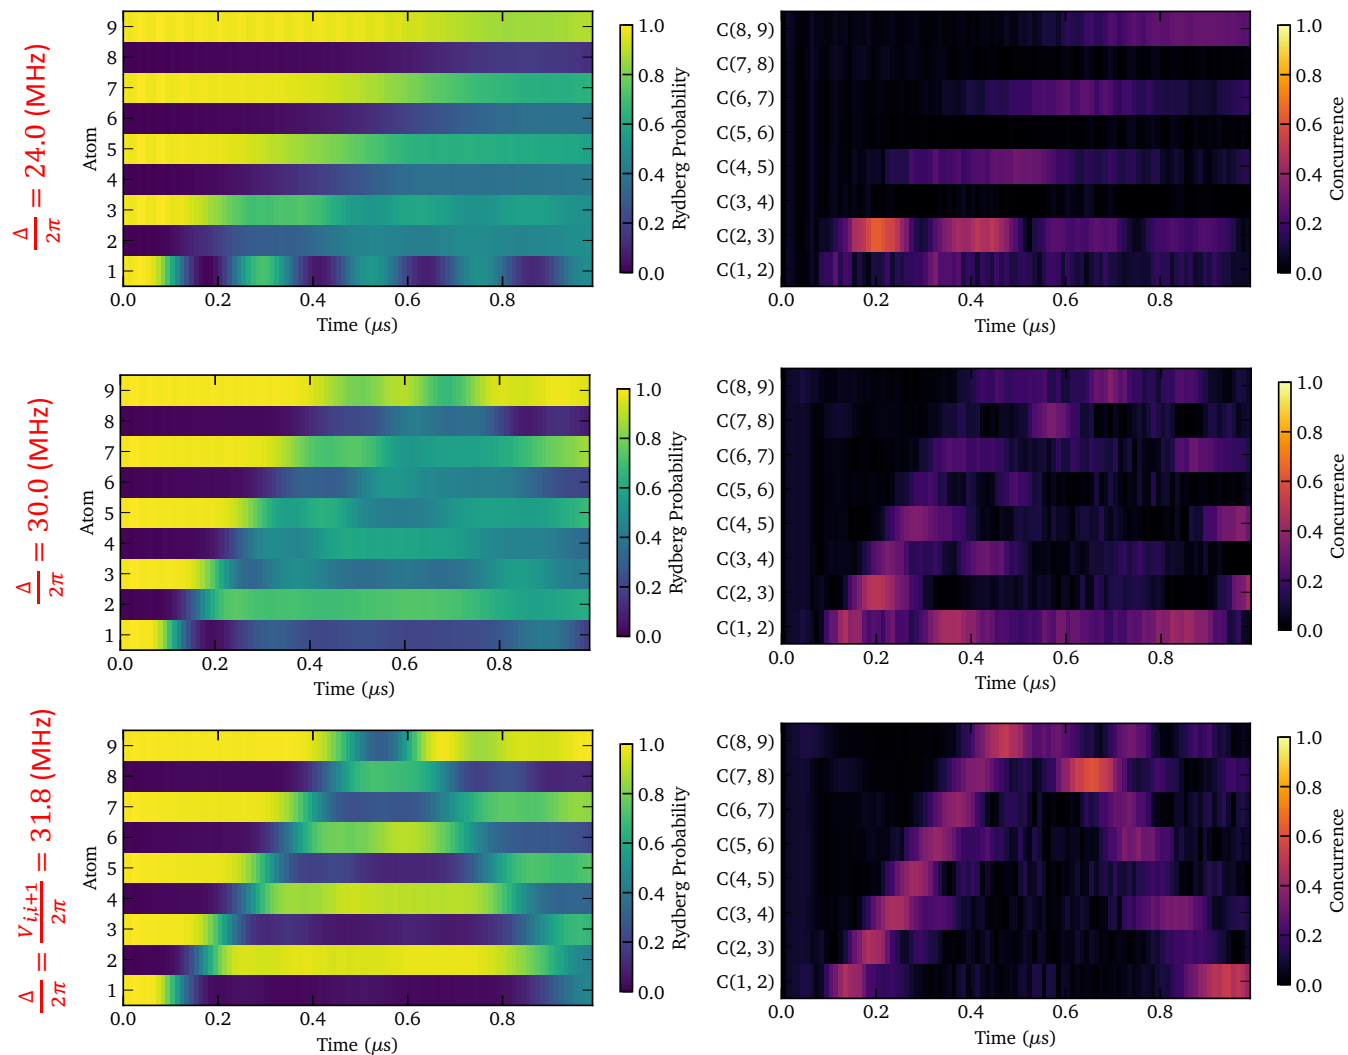 Δ/2π = 24.0 (MHz)
Atom
9
8
7
6
5
4
3
2
1
0.0 0.2 0.4 0.6 0.8
Time (μs)
1.0
0.8
0.6
0.4
0.2
0.0
Rydberg Probability
C(8, 9)
C(7, 8)
C(6, 7)
C(5, 6)
C(4, 5)
C(3, 4)
C(2, 3)
C(1, 2)
0.0 0.2 0.4 0.6 0.8
Time (μs)
1.0
0.8
0.6
0.4
0.2
0.0
Concurrence
Δ/2π = 30.0 (MHz)
Atom
9
8
7
6
5
4
3
2
1
0.0 0.2 0.4 0.6 0.8
Time (μs)
1.0
0.8
0.6
0.4
0.2
0.0
Rydberg Probability
C(8, 9)
C(7, 8)
C(6, 7)
C(5, 6)
C(4, 5)
C(3, 4)
C(2, 3)
C(1, 2)
0.0 0.2 0.4 0.6 0.8
Time (μs)
1.0
0.8
0.6
0.4
0.2
0.0
Concurrence
Δ/2π = V_{i,i+1}/2π = 31.8 (MHz)
Atom
9
8
7
6
5
4
3
2
1
0.0 0.2 0.4 0.6 0.8
Time (μs)
1.0
0.8
0.6
0.4
0.2
0.0
Rydberg Probability
C(8, 9)
C(7, 8)
C(6, 7)
C(5, 6)
C(4, 5)
C(3, 4)
C(2, 3)
C(1, 2)
0.0 0.2 0.4 0.6 0.8
Time (μs)
1.0
0.8
0.6
0.4
0.2
0.0
Concurrence